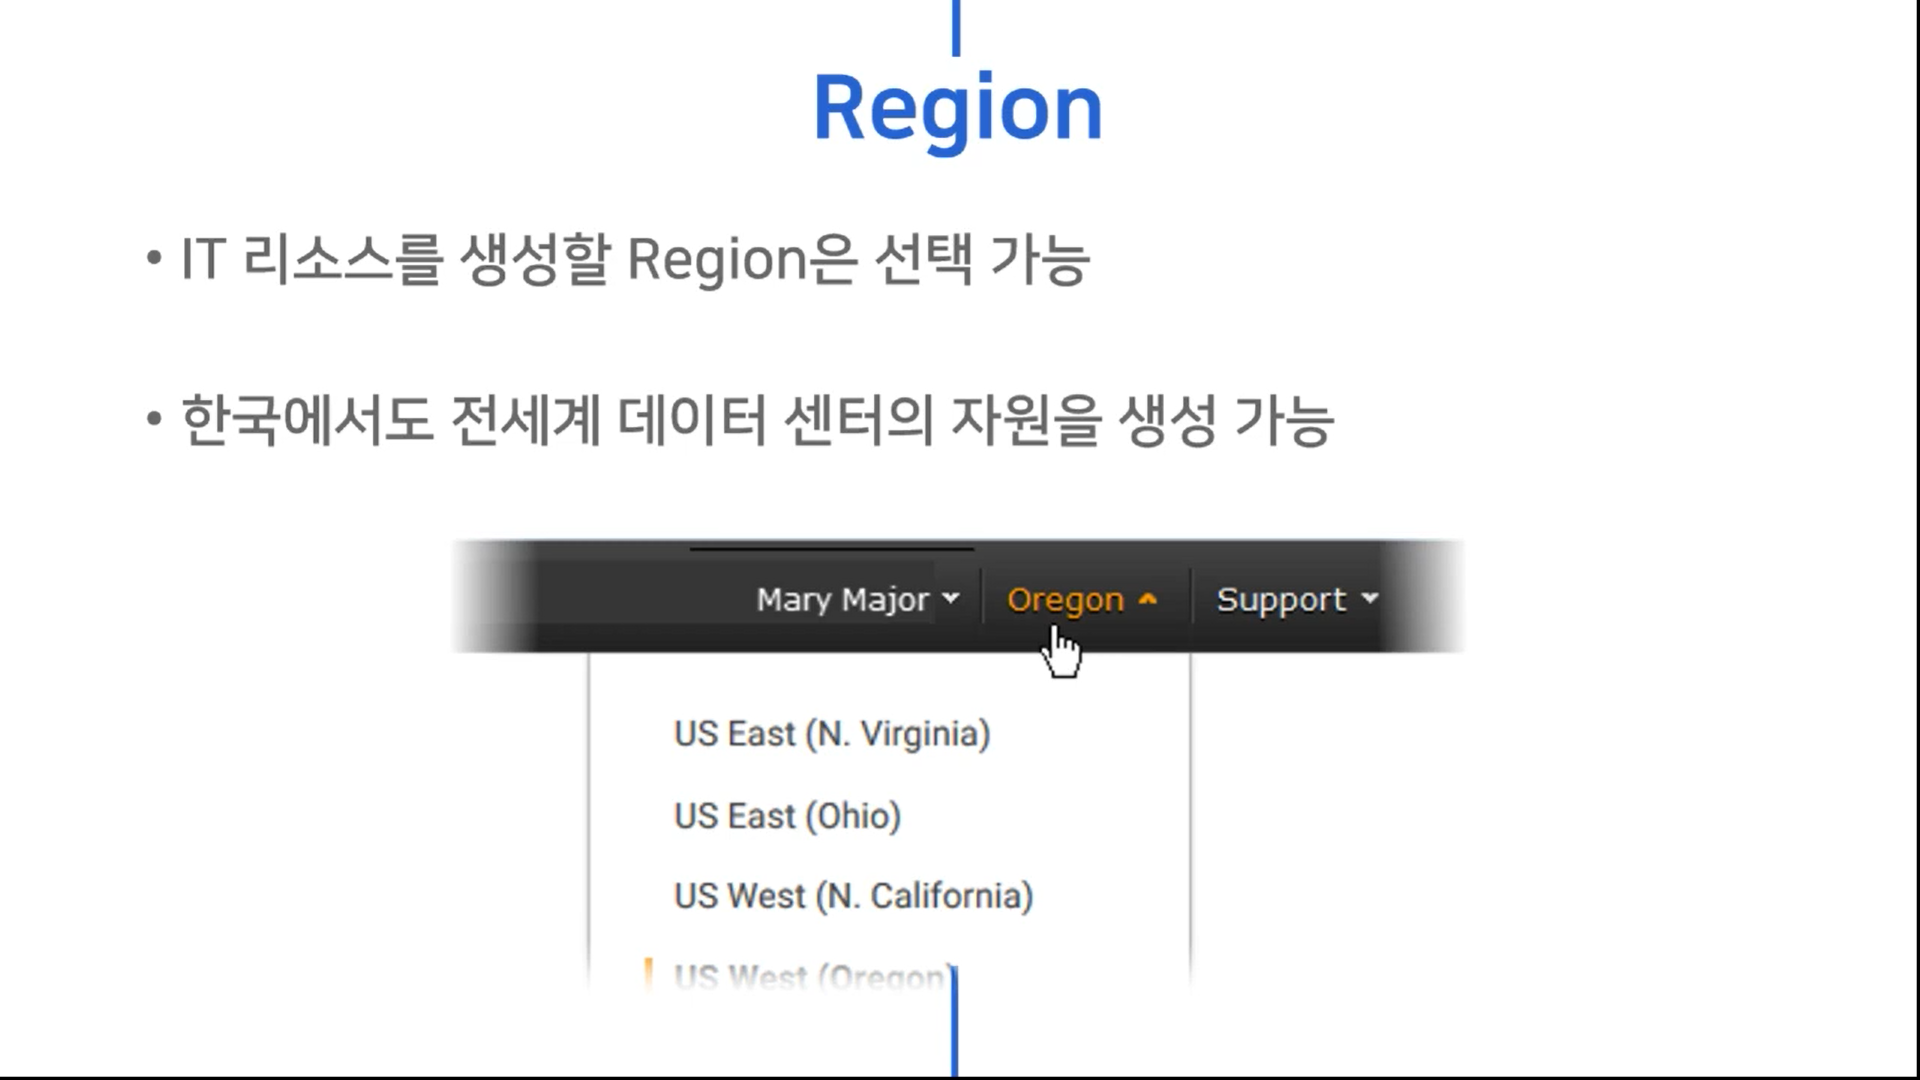 Region
• IT 리소스를 생성할 Region은 선택 가능
• 한국에서도 전세계 데이터 센터의 자원을 생성 가능
Mary Major Oregon Support
US East (N. Virginia)
US East (Ohio)
US West (N. California)
US West (Oregon)